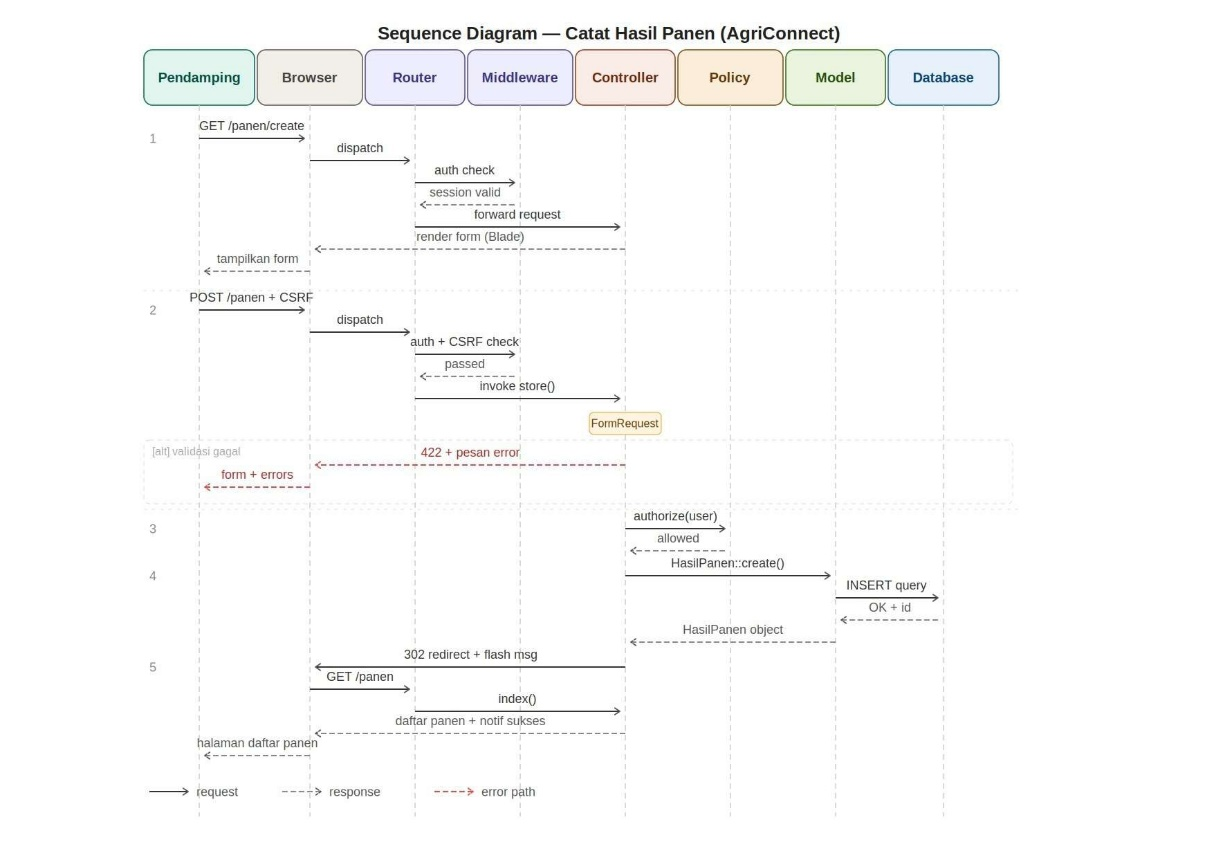 Sequence Diagram — Catat Hasil Panen (AgriConnect)
Pendamping Browser Router Middleware Controller Policy Model Database
GET /panen/create
1
dispatch
auth check
session valid
forward request
render form (Blade)
tampilkan form
POST /panen + CSRF
2
dispatch
auth + CSRF check
passed
invoke store()
FormRequest
[alt] validasi gagal
422 + pesan error
form + errors
authorize(user)
3
allowed
HasilPanen::create()
4
INSERT query
OK + id
HasilPanen object
302 redirect + flash msg
5
GET /panen
index()
daftar panen + notif sukses
halaman daftar panen
request response error path